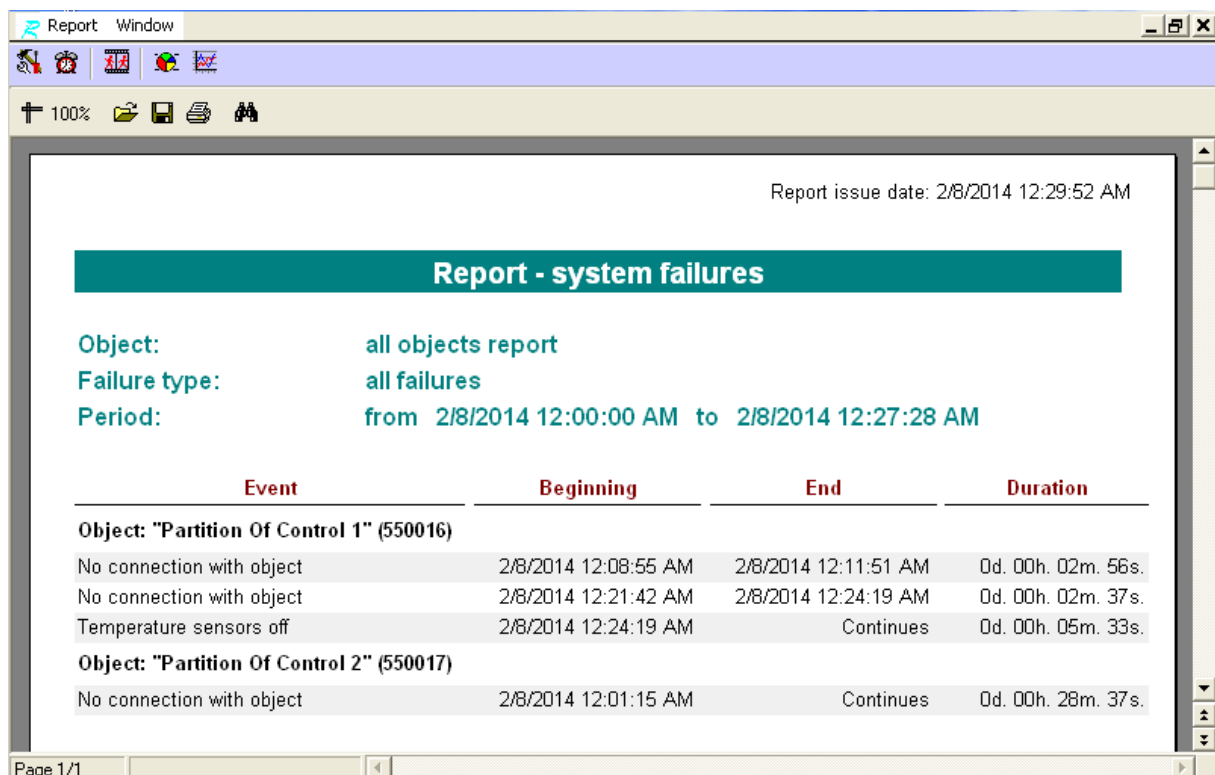 Report Window
100%
Report issue date: 2/8/2014 12:29:52 AM
Report - system failures
Object: all objects report
Failure type: all failures
Period: from 2/8/2014 12:00:00 AM to 2/8/2014 12:27:28 AM
Event Beginning End Duration
Object: "Partition Of Control 1" (550016)
No connection with object 2/8/2014 12:08:55 AM 2/8/2014 12:11:51 AM 0d. 00h. 02m. 56s.
No connection with object 2/8/2014 12:21:42 AM 2/8/2014 12:24:19 AM 0d. 00h. 02m. 37s.
Temperature sensors off 2/8/2014 12:24:19 AM Continues 0d. 00h. 05m. 33s.
Object: "Partition Of Control 2" (550017)
No connection with object 2/8/2014 12:01:15 AM Continues 0d. 00h. 28m. 37s.
Page 1/1